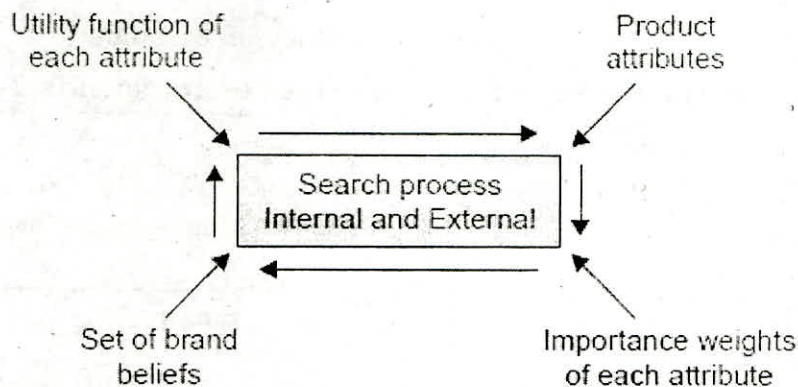 Utility function of
each attribute
Product
attributes
Search process
Internal and External
Set of brand
beliefs
Importance weights
of each attribute